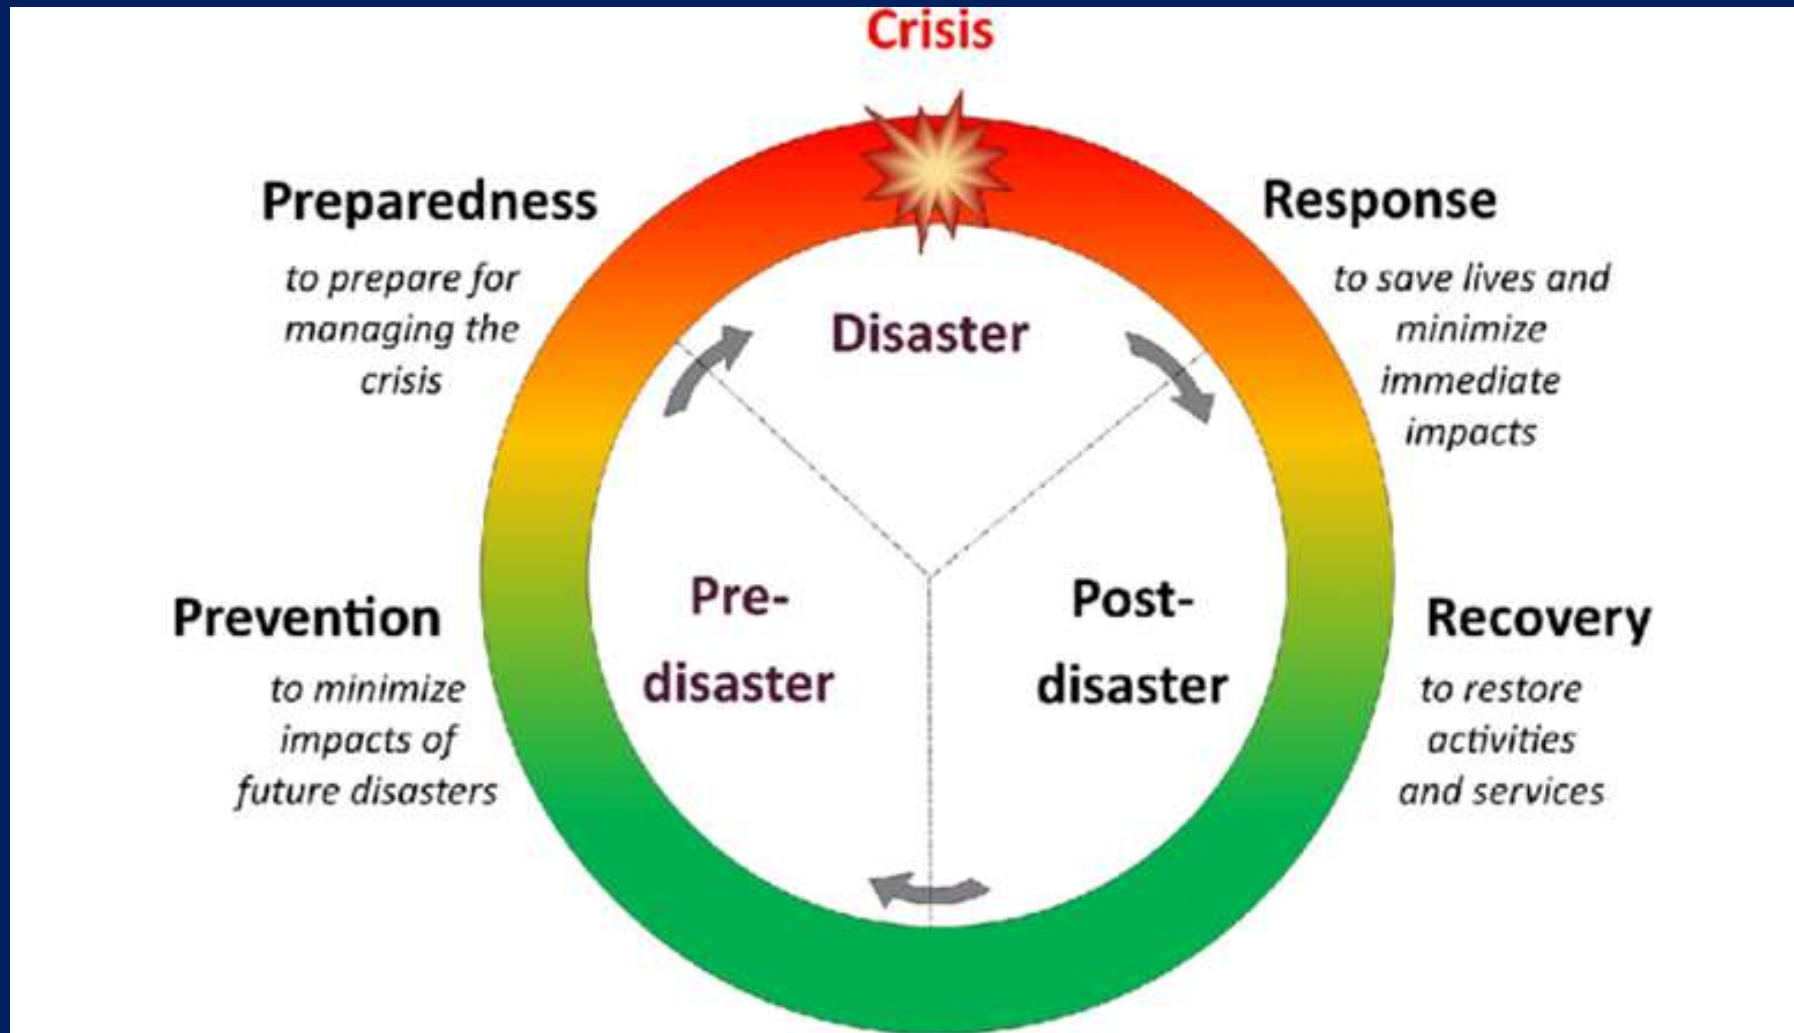 Crisis
Preparedness
to prepare for
managing the
crisis
Response
to save lives and
minimize
immediate
impacts
Disaster
Pre-
disaster
Post-
disaster
Prevention
to minimize
impacts of
future disasters
Recovery
to restore
activities
and services